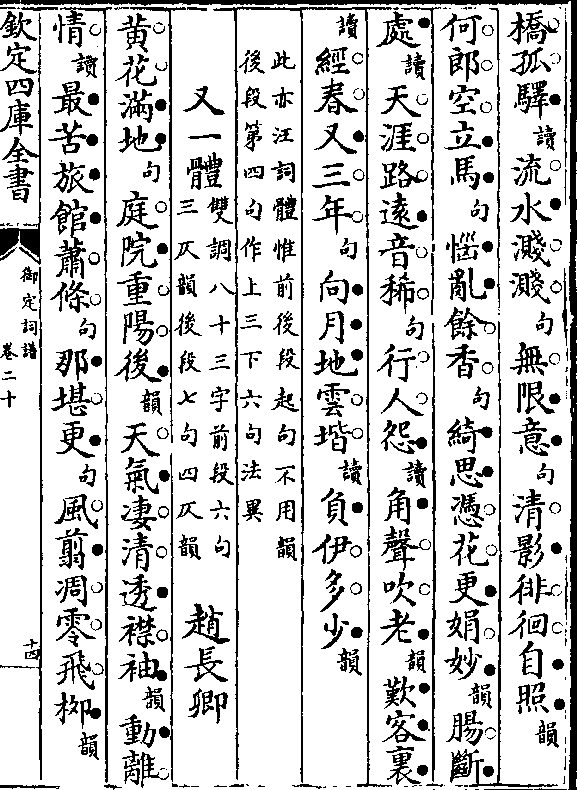 橋孤驛讀流水濺濺句無限意句清影徘徊自照韻
何郎空立馬句惱亂餘香句綺思憑花更娟妙韻腸斷
處讀天涯路遠音稀句行人怨讀角聲吹老韻歎客裏
讀經春又三年句向月地雲堦讀負伊多少韻
此亦汪詞體惟前後段起句不用韻
後段第四句作上三下六句法異
又一體雙調八十三字前段六句
三仄韻後段七句四仄韻
趙長卿
黄花滿地句庭院重陽後韻天氣凄清透襟袖韻動離
情讀最苦旅館蕭條句那堪更句風翦凋零飛柳韻
欽定四庫全書
御定詞譜
卷二十
十四